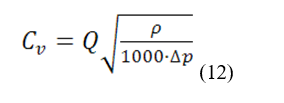 C_v = Q√(ρ / 1000·Δp) (12)